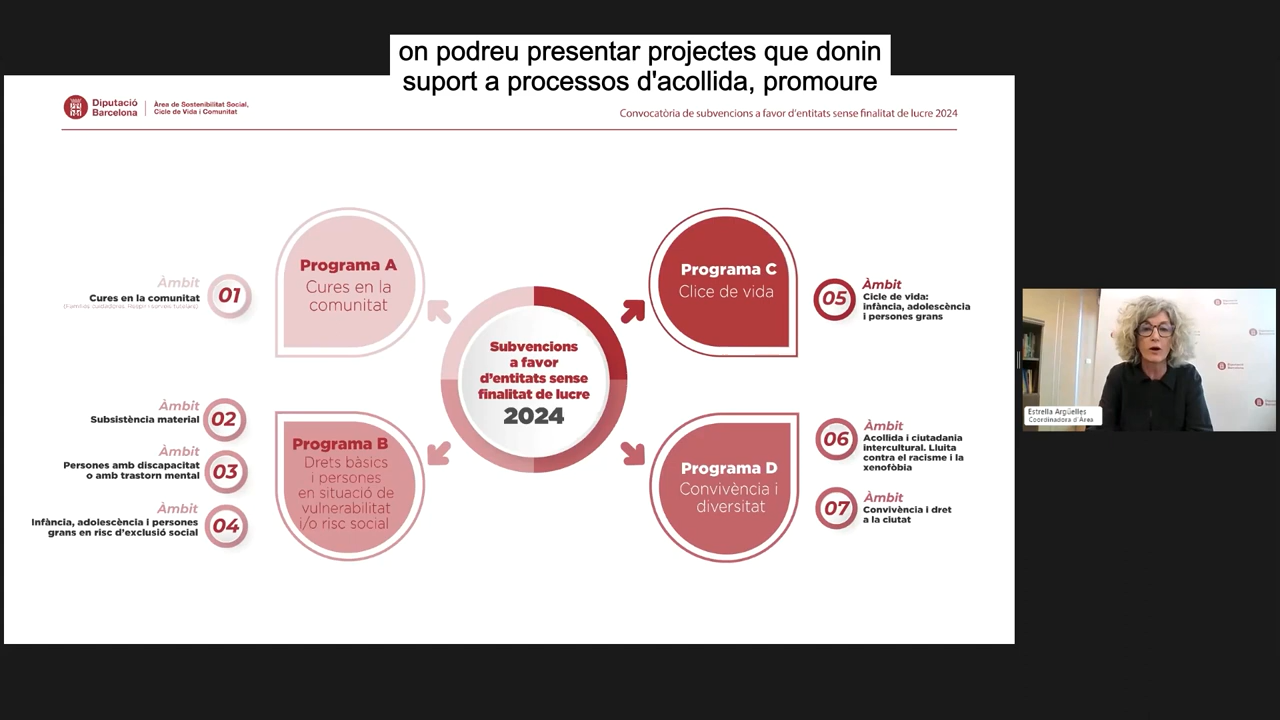 on podreu presentar projectes que donin
suport a processos d'acollida, promoure
Diputació
Barcelona
Àrea de Sostenibilitat Social,
Cicle de Vida i Comunitat
Convocatòria de subvencions a favor d'entitats sense finalitat de lucre 2024
Àmbit
01
Cures en la comunitat
Programa A
Cures en la
comunitat
Programa C
Clice de vida
Àmbit
05
Cicle de vida:
infància, adolescència
i persones grans
Subvencions
a favor
d'entitats sense
finalitat de lucre
2024
Àmbit
02
Subsistència material
Àmbit
03
Persones amb discapacitat
o amb trastorn mental
Àmbit
04
Infància, adolescència i persones
grans en risc d'exclusió social
Programa B
Drets bàsics
i persones
en situació de
vulnerabilitat
i/o risc social
Programa D
Convivència i
diversitat
Àmbit
06
Acollida i ciutadania
intercultural. Lluita
contra el racisme i la
xenofòbia
Àmbit
07
Convivència i dret
a la ciutat
Diputació
Barcelona
Estrella Argüelles
Coordinadora d'Àrea